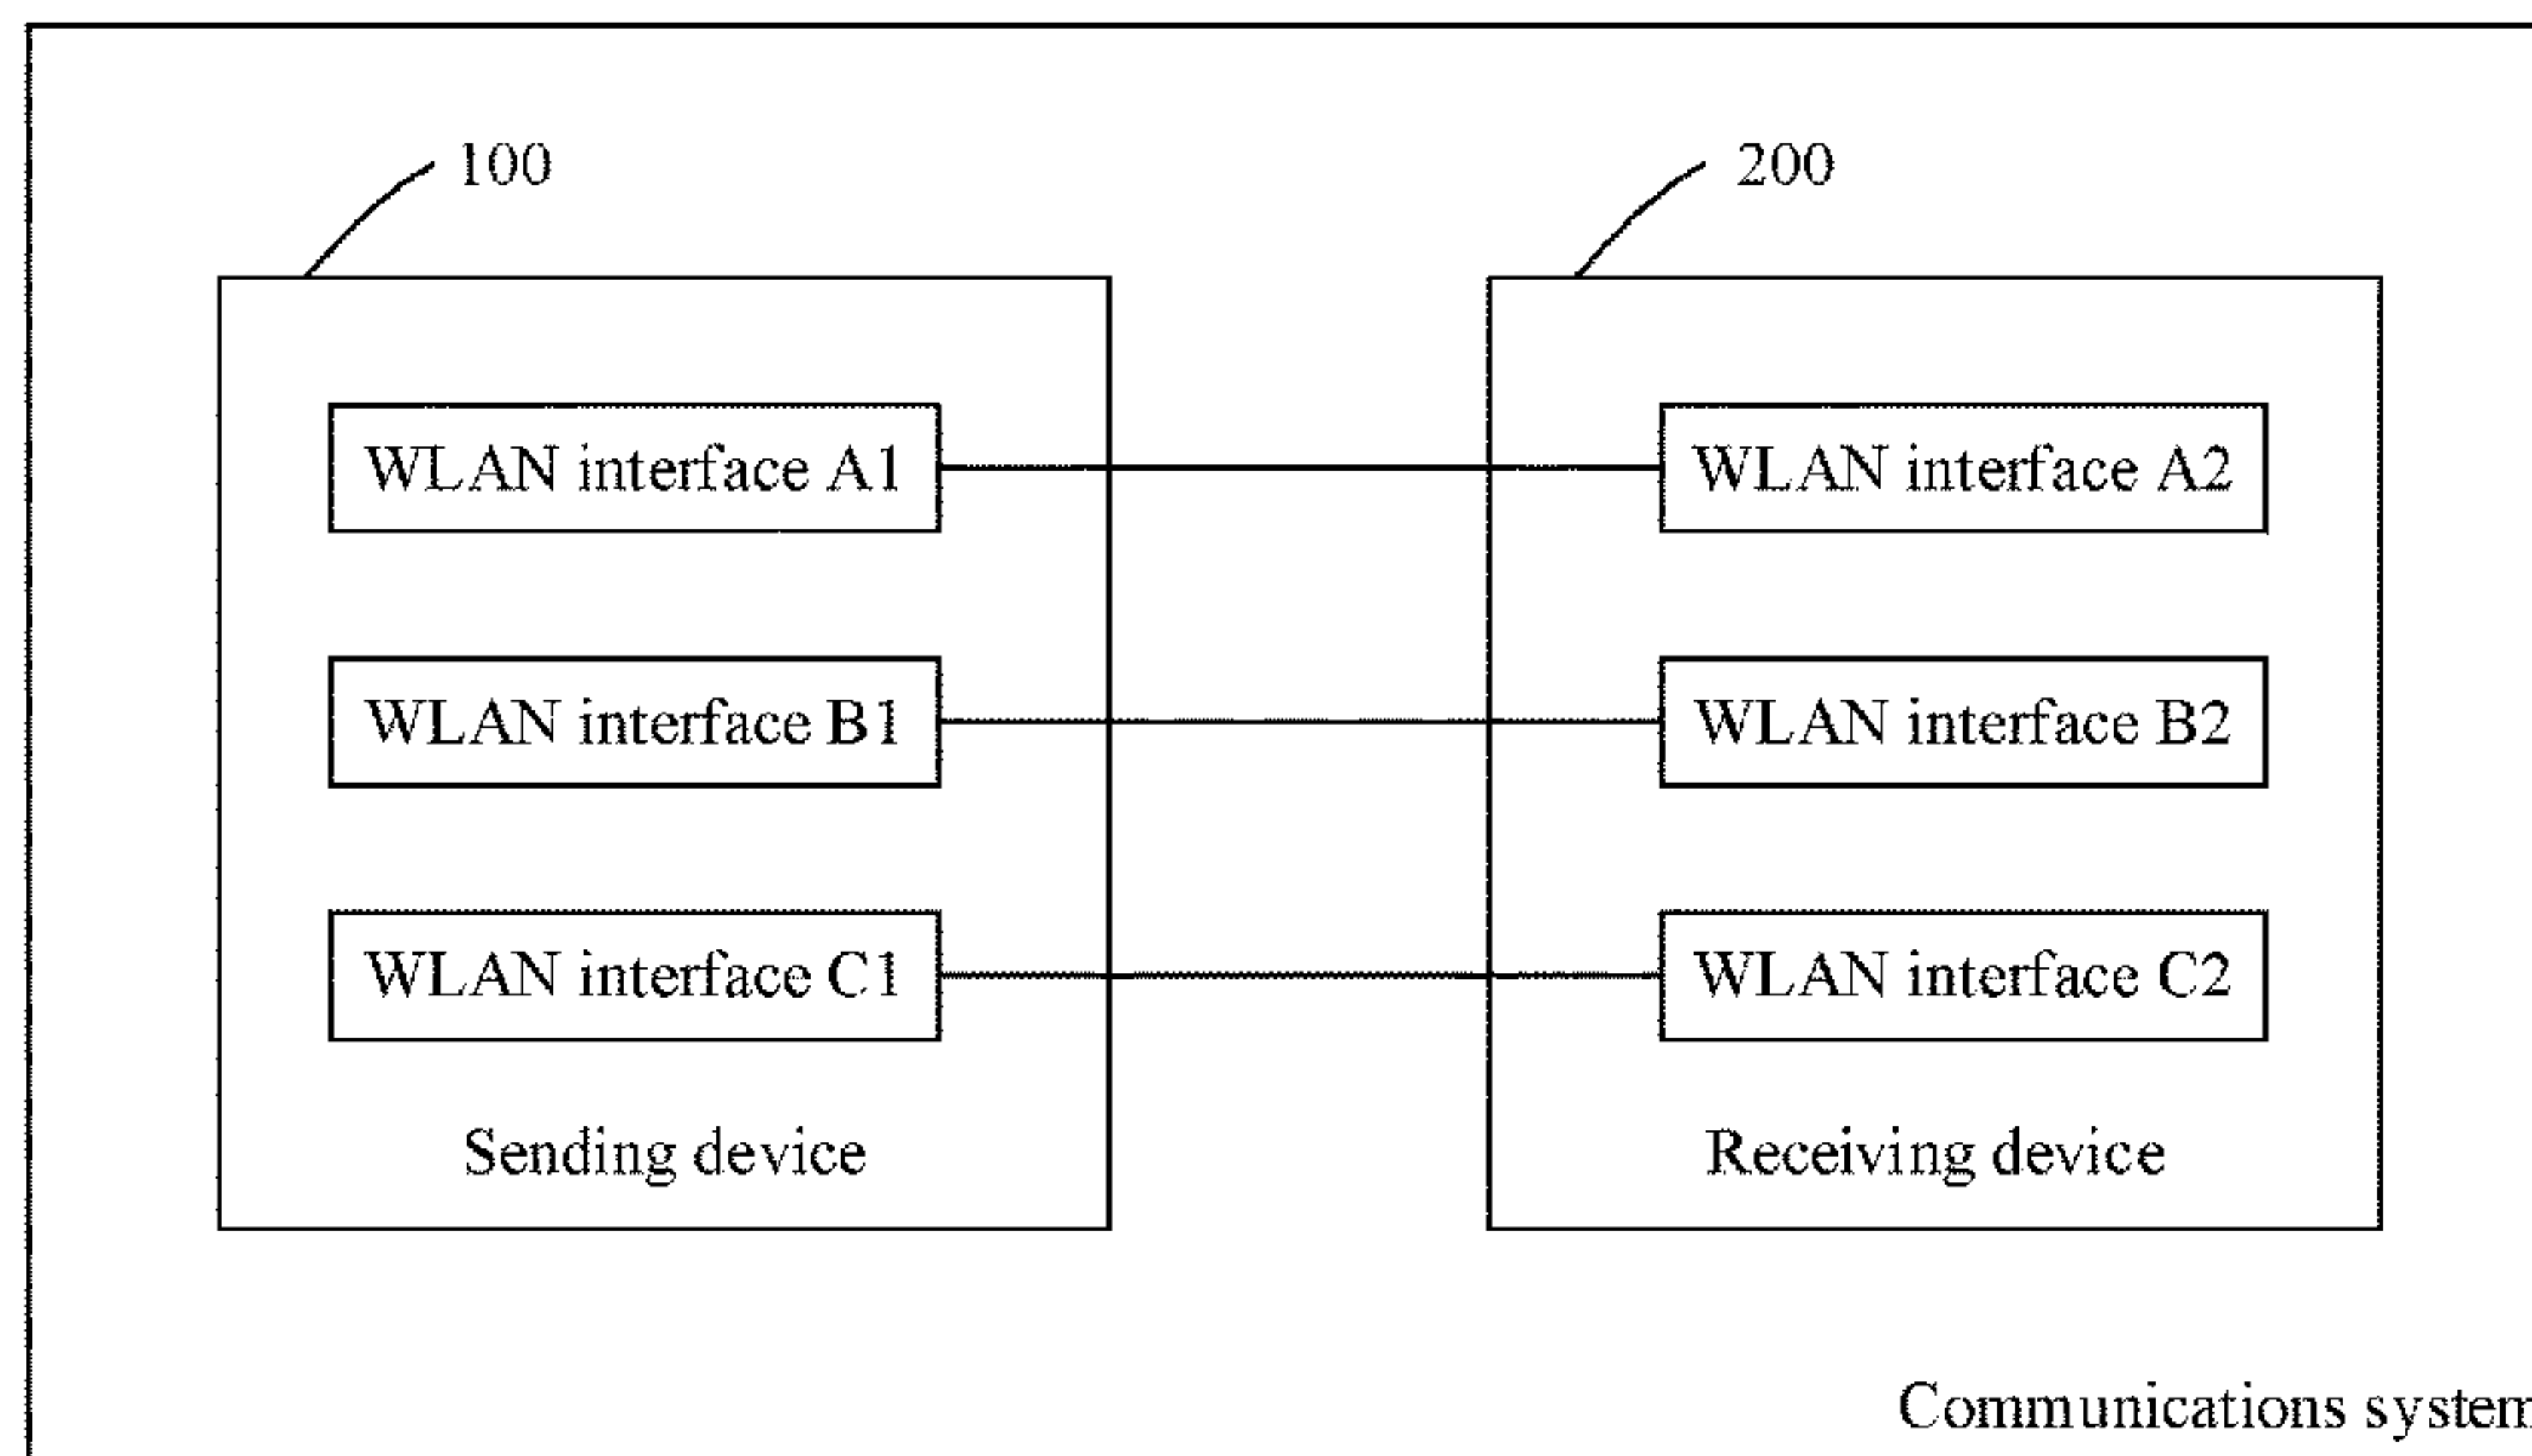 100
200
WLAN interface A1
WLAN interface A2
WLAN interface B1
WLAN interface B2
WLAN interface C1
WLAN interface C2
Sending device
Receiving device
Communications system